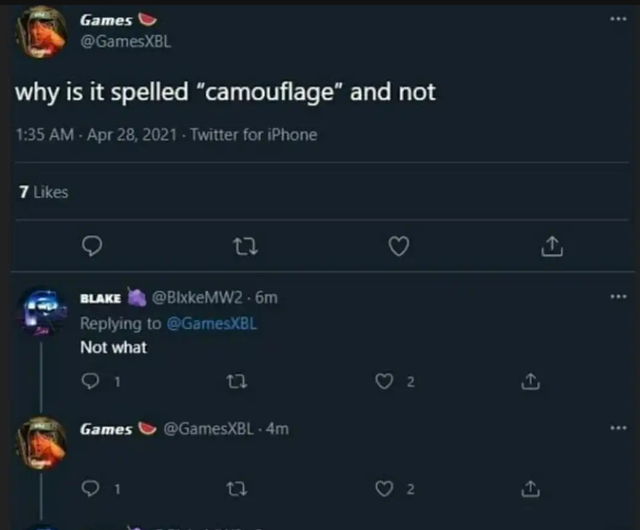 Games
@GamesXBL
why is it spelled “camouflage” and not
1:35 AM · Apr 28, 2021 · Twitter for iPhone
7 Likes
BLAKE @BlxkeMW2 · 6m
Replying to @GamesXBL
Not what
1 2
Games @GamesXBL · 4m
1 2